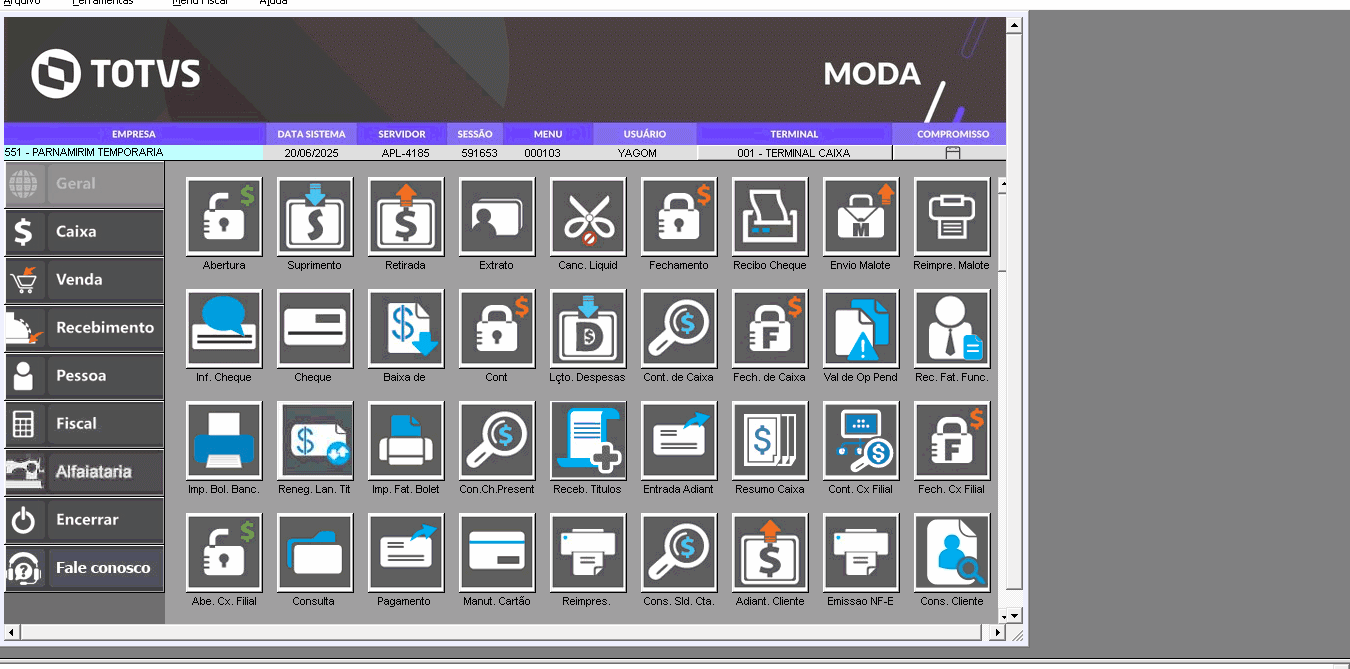 Arquivo Ferramentas Menu Fiscal Ajuda
TOTVS
MODA
EMPRESA DATA SISTEMA SERVIDOR SESSÃO MENU USUÁRIO TERMINAL COMPROMISSO
551 - PARNAMIRIM TEMPORARIA 20/06/2025 APL-4185 591653 000103 YAGOM 001 - TERMINAL CAIXA
Geral
Caixa
Venda
Recebimento
Pessoa
Fiscal
Alfaiataria
Encerrar
Fale conosco
Abertura Suprimento Retirada Extrato Canc. Liquid Fechamento Recibo Cheque Envio Malote Reimpre. Malote
Inf. Cheque Cheque Baixa de Cont Lçto. Despesas Cont. de Caixa Fech. de Caixa Val de Op Pend Rec. Fat. Func.
Imp. Bol. Banc. Reneg. Lan. Tit Imp. Fat. Bolet Con.Ch.Present Receb. Titulos Entrada Adiant Resumo Caixa Cont. Cx Filial Fech. Cx Filial
Abe. Cx. Filial Consulta Pagamento Manut. Cartão Reimpres. Cons. Sld. Cta. Adiant. Cliente Emissao NF-E Cons. Cliente